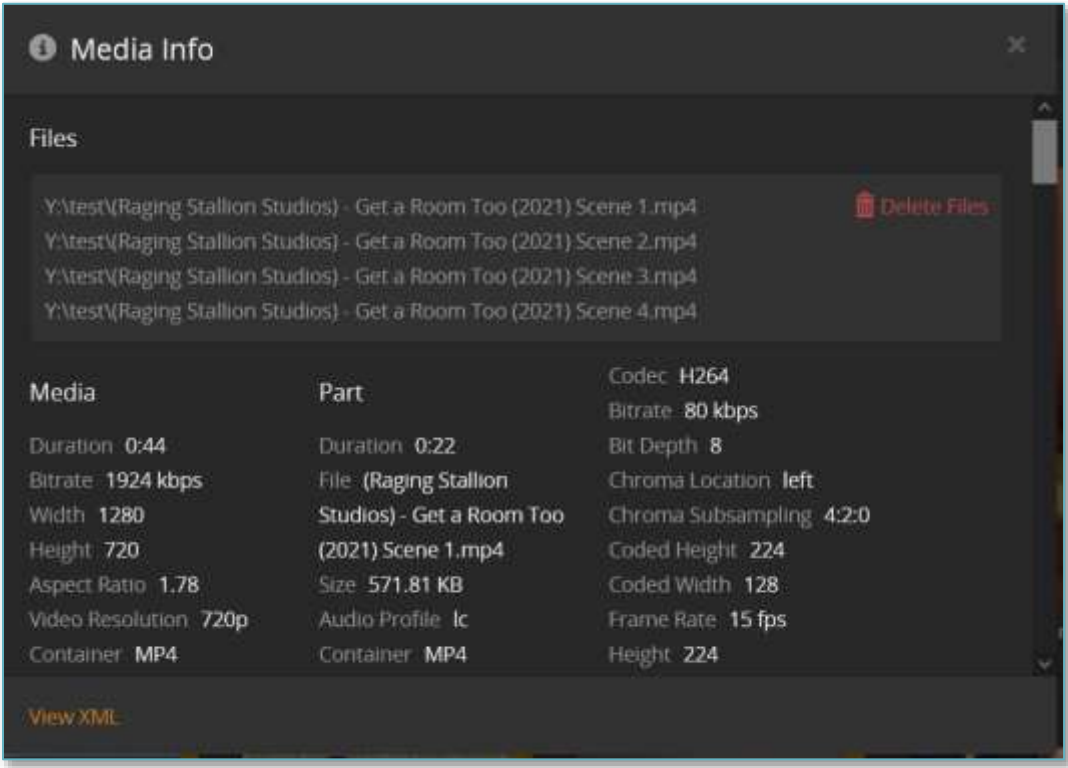 Media Info
Files
Y:\test\(Raging Stallion Studios) - Get a Room Too (2021) Scene 1.mp4
Delete Files
Y:\test\(Raging Stallion Studios) - Get a Room Too (2021) Scene 2.mp4
Y:\test\(Raging Stallion Studios) - Get a Room Too (2021) Scene 3.mp4
Y:\test\(Raging Stallion Studios) - Get a Room Too (2021) Scene 4.mp4
Media
Duration 0:44
Bitrate 1924 kbps
Width 1280
Height 720
Aspect Ratio 1.78
Video Resolution 720p
Container MP4
Part
Duration 0:22
File (Raging Stallion
Studios) - Get a Room Too
(2021) Scene 1.mp4
Size 571.81 KB
Audio Profile lc
Container MP4
Codec H264
Bitrate 80 kbps
Bit Depth 8
Chroma Location left
Chroma Subsampling 4:2:0
Coded Height 224
Coded Width 128
Frame Rate 15 fps
Height 224
View XML